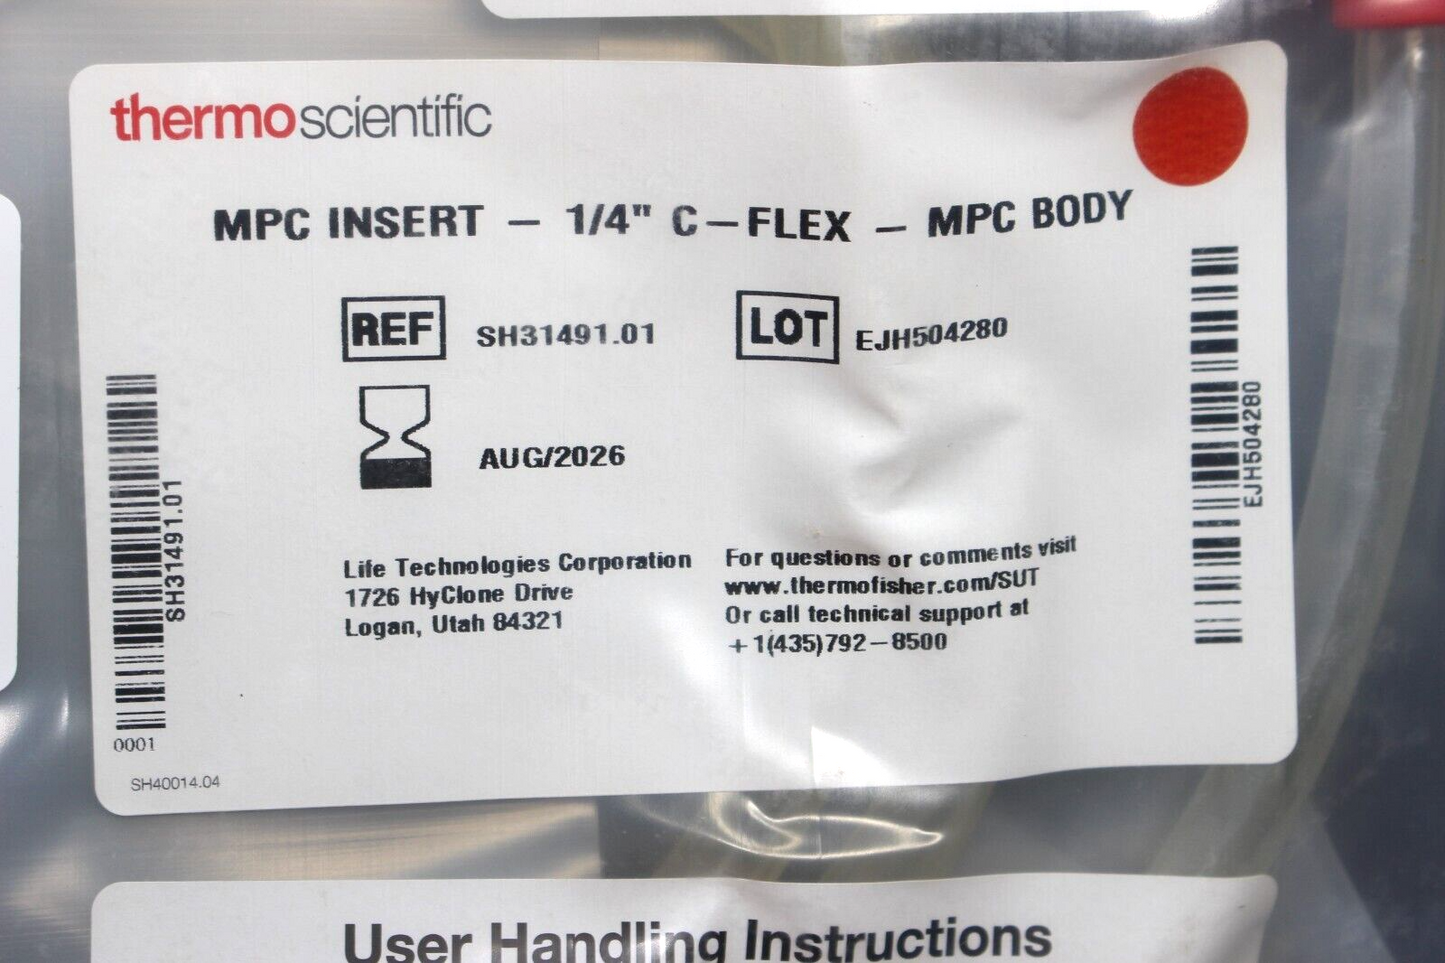 thermo scientific
MPC INSERT – 1/4" C–FLEX – MPC BODY
REF SH31491.01 LOT EJH504280
AUG/2026
Life Technologies Corporation
1726 HyClone Drive
Logan, Utah 84321
For questions or comments visit
www.thermofisher.com/SUT
Or call technical support at
+1(435)792–8500
SH31491.01
EJH504280
0001
SH40014.04
User Handling Instructions